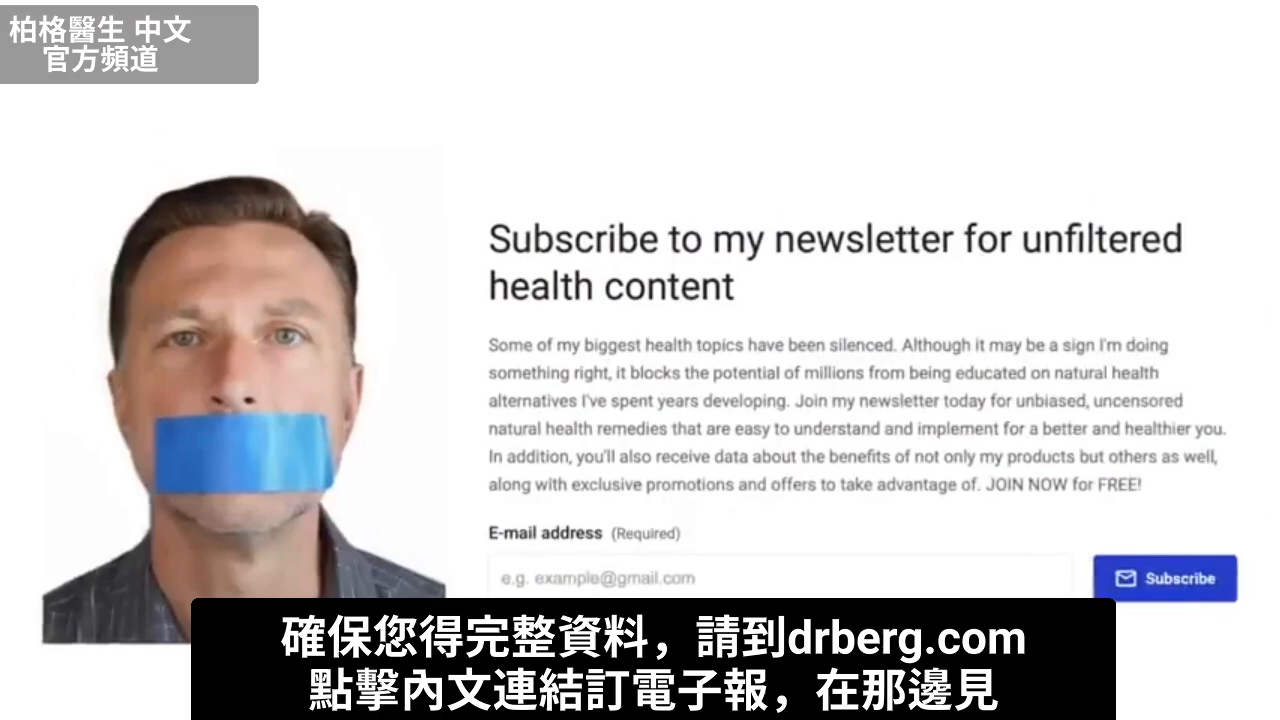 柏格醫生 中文
官方頻道
Subscribe to my newsletter for unfiltered
health content
Some of my biggest health topics have been silenced. Although it may be a sign I'm doing
something right, it blocks the potential of millions from being educated on natural health
alternatives I've spent years developing. Join my newsletter today for unbiased, uncensored
natural health remedies that are easy to understand and implement for a better and healthier you.
In addition, you'll also receive data about the benefits of not only my products but others as well,
along with exclusive promotions and offers to take advantage of. JOIN NOW for FREE!
E-mail address (Required)
e.g. example@gmail.com
Subscribe
確保您得完整資料，請到drberg.com
點擊內文連結訂電子報，在那邊見